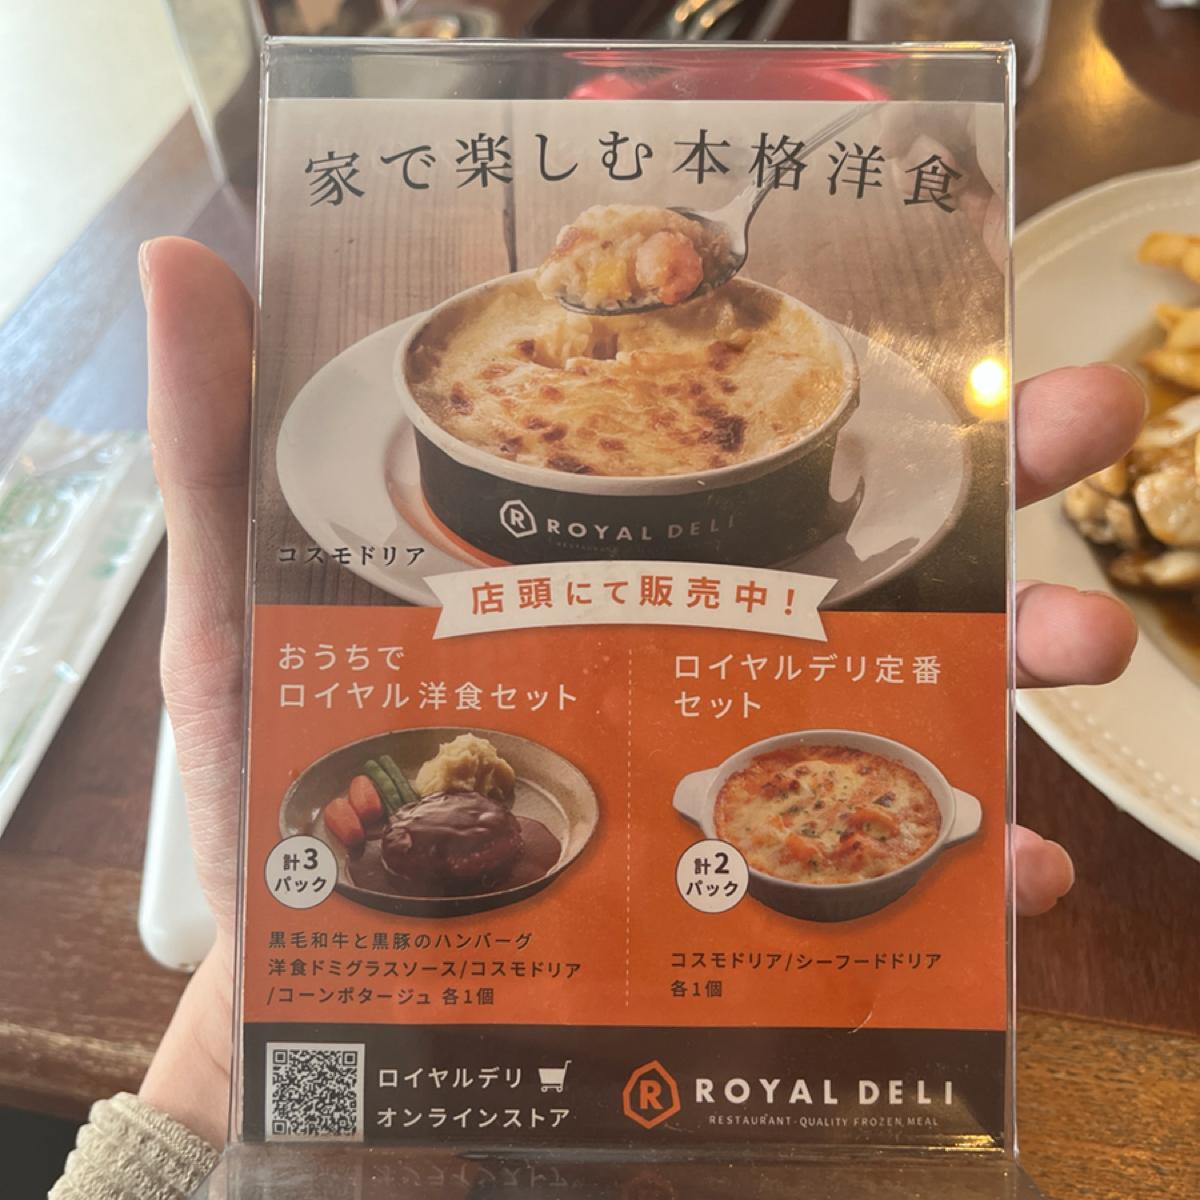 家で楽しむ本格洋食
ROYAL DELI
コスモドリア
店頭にて販売中!
おうちで
ロイヤル洋食セット
計3
パック
黒毛和牛と黒豚のハンバーグ
洋食ドミグラスソース/コスモドリア
/コーンポタージュ 各1個
ロイヤルデリ定番
セット
計2
パック
コスモドリア/シーフードドリア
各1個
ロイヤルデリ
オンラインストア
R ROYAL DELI
RESTAURANT-QUALITY FROZEN MEAL